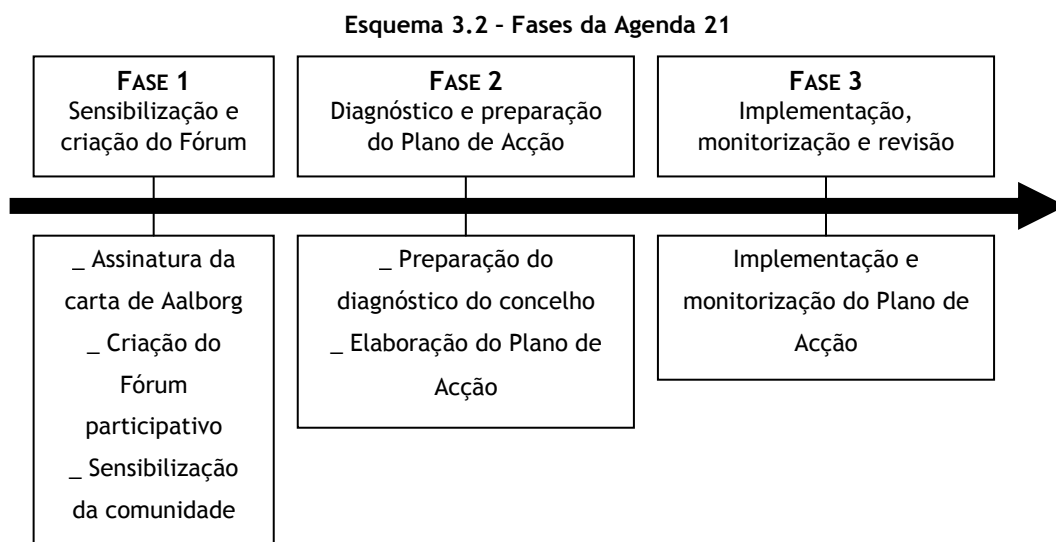 Esquema 3.2 – Fases da Agenda 21
FASE 1
Sensibilização e
criação do Fórum
FASE 2
Diagnóstico e preparação
do Plano de Acção
FASE 3
Implementação,
monitorização e revisão
_ Assinatura da
carta de Aalborg
_ Criação do
Fórum
participativo
_ Sensibilização
da comunidade
_ Preparação do
diagnóstico do concelho
_ Elaboração do Plano de
Acção
Implementação e
monitorização do Plano de
Acção